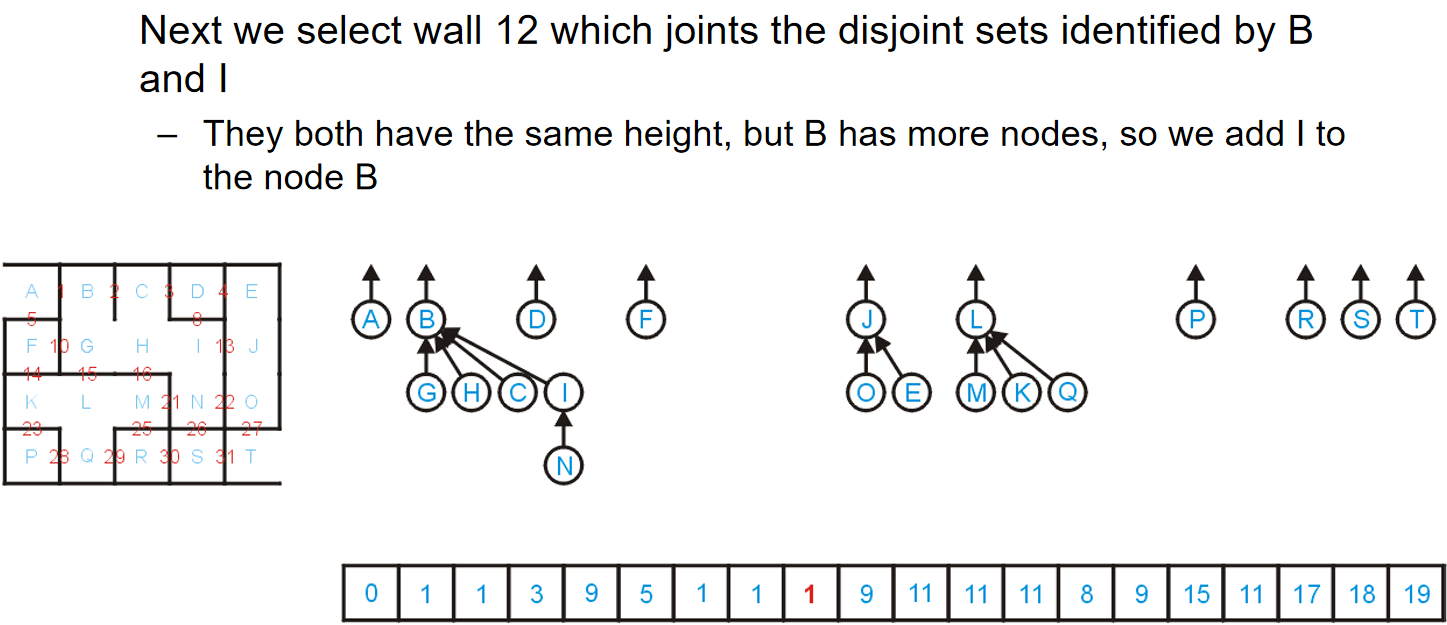 Next we select wall 12 which joints the disjoint sets identified by B
and I
– They both have the same height, but B has more nodes, so we add I to
the node B
A 1 B 2 C 3 D 4 E
5 8
F 10 G H I 13 J
14 15 16
K L M 21 N 22 O
23 25 26 27
P 28 Q 29 R 30 S 31 T
A B D F J L P R S T
G H C I O E M K Q
N
0 1 1 3 9 5 1 1 1 9 11 11 11 8 9 15 11 17 18 19